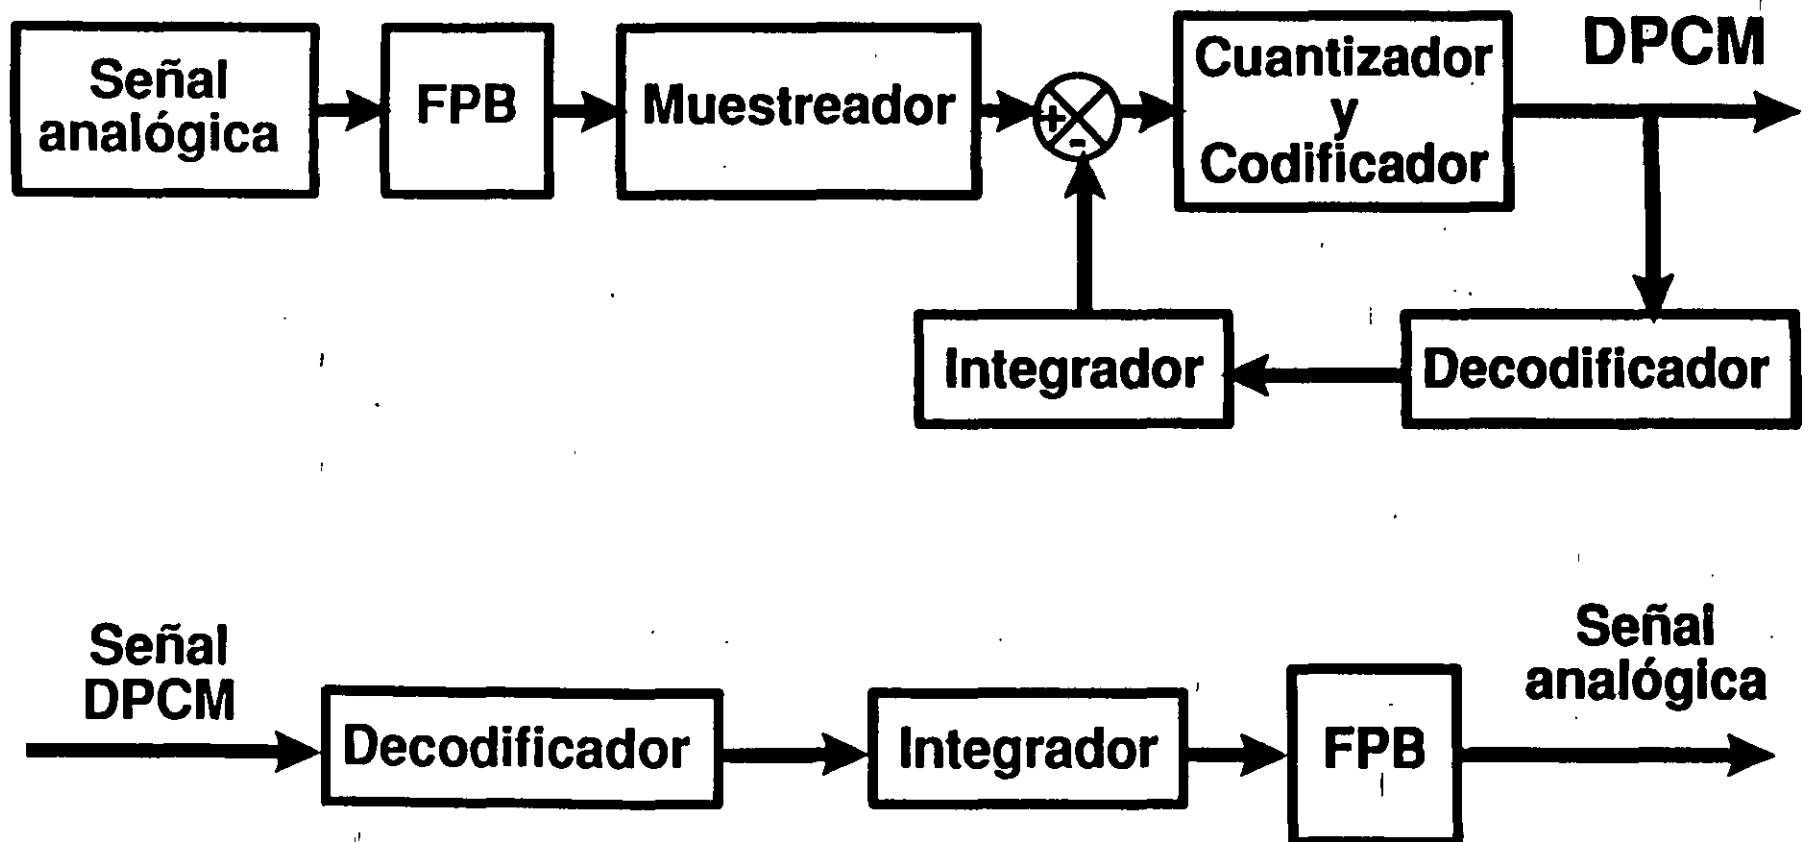 Señal
analógica
FPB
Muestreador
+
-
Cuantizador
y
Codificador
DPCM
Integrador
Decodificador
Señal
DPCM
Decodificador
Integrador
FPB
Señal
analógica